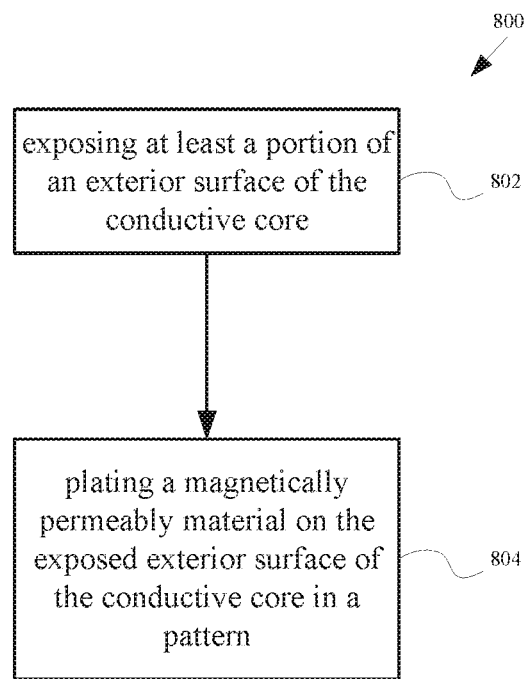 800
exposing at least a portion of
an exterior surface of the
conductive core
802
plating a magnetically
permeably material on the
exposed exterior surface of
the conductive core in a
pattern
804